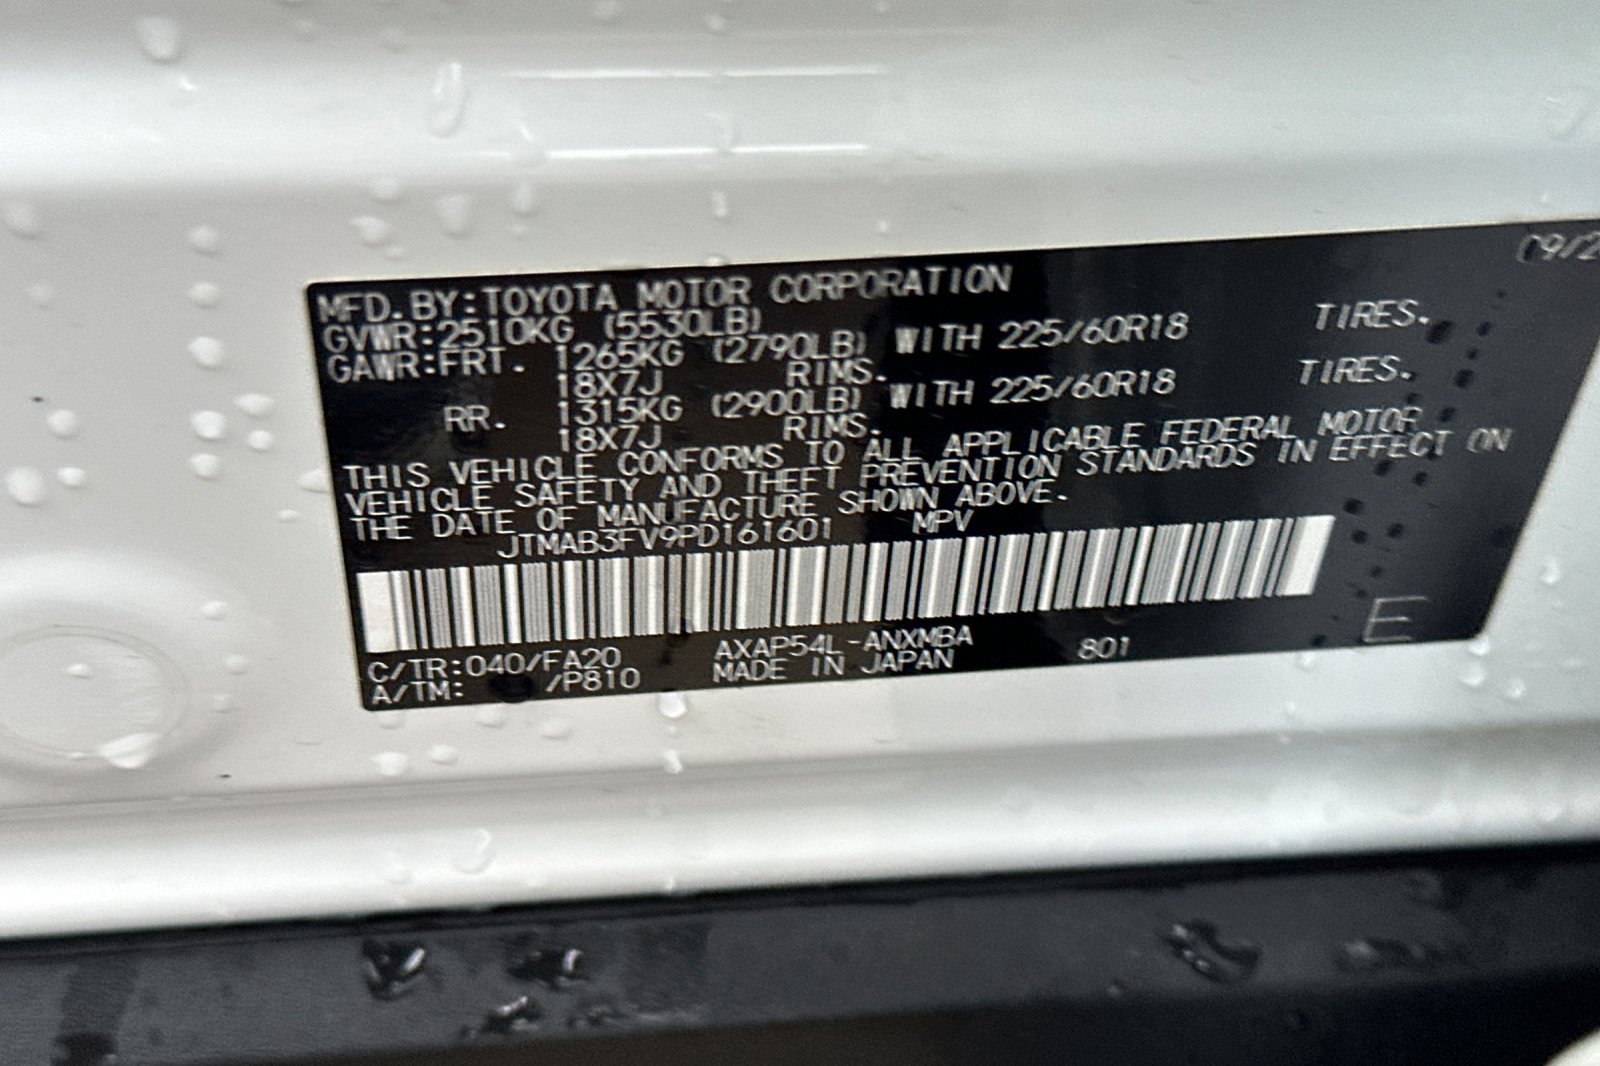 09/2
MFD.BY:TOYOTA MOTOR CORPORATION
GVWR:2510KG (5530LB)
GAWR:FRT. 1265KG (2790LB) WITH 225/60R18 TIRES.
18X7J RIMS.
RR. 1315KG (2900LB) WITH 225/60R18 TIRES.
18X7J RIMS.
THIS VEHICLE CONFORMS TO ALL APPLICABLE FEDERAL MOTOR
VEHICLE SAFETY AND THEFT PREVENTION STANDARDS IN EFFECT ON
THE DATE OF MANUFACTURE SHOWN ABOVE.
JTMAB3FV9PD161601 MPV
C/TR:040/FA20 AXAP54L-ANXMBA 801 E
A/TM: /P810 MADE IN JAPAN